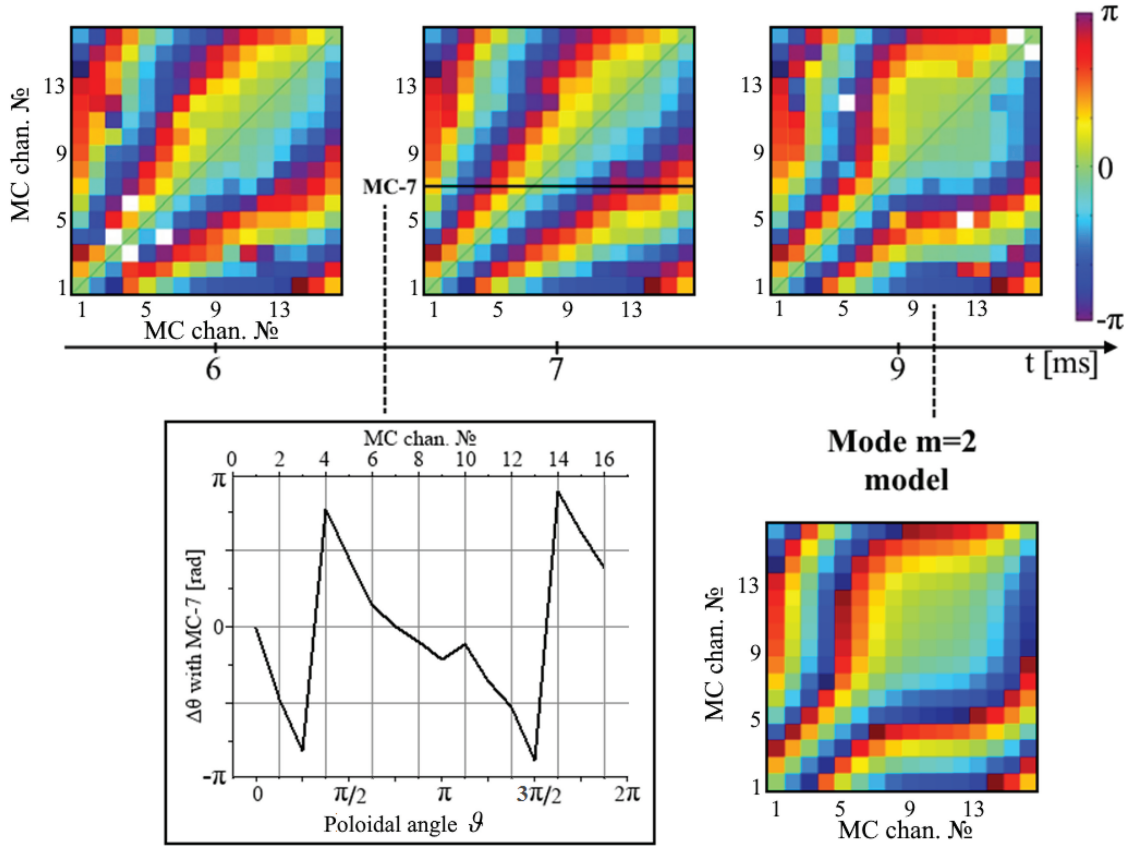 π
0
-π
MC chan. №
13
9
5
1
1 5 9 13
MC chan. №
13
9
MC-7
5
1
1 5 9 13
13
9
5
1
1 5 9 13
6 7 9 t [ms]
MC chan. №
0 2 4 6 8 10 12 14 16
π
0
-π
Δθ with MC-7 [rad]
0 π/2 π 3π/2 2π
Poloidal angle ϑ
Mode m=2
model
MC chan. №
13
9
5
1
1 5 9 13
MC chan. №